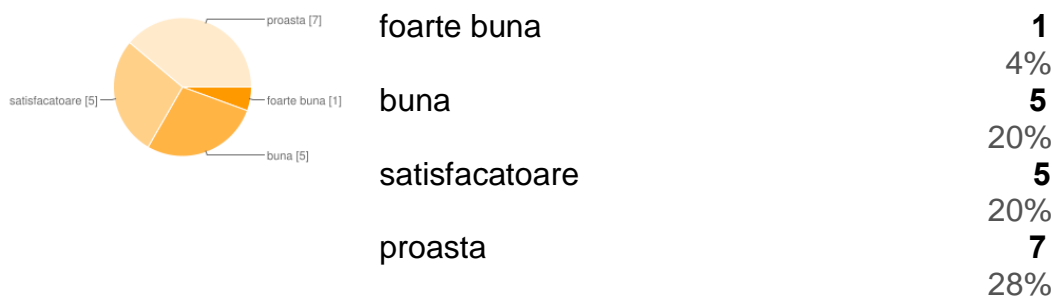 proasta [7]
satisfacatoare [5]
foarte buna [1]
buna [5]
foarte buna 1
4%
buna 5
20%
satisfacatoare 5
20%
proasta 7
28%